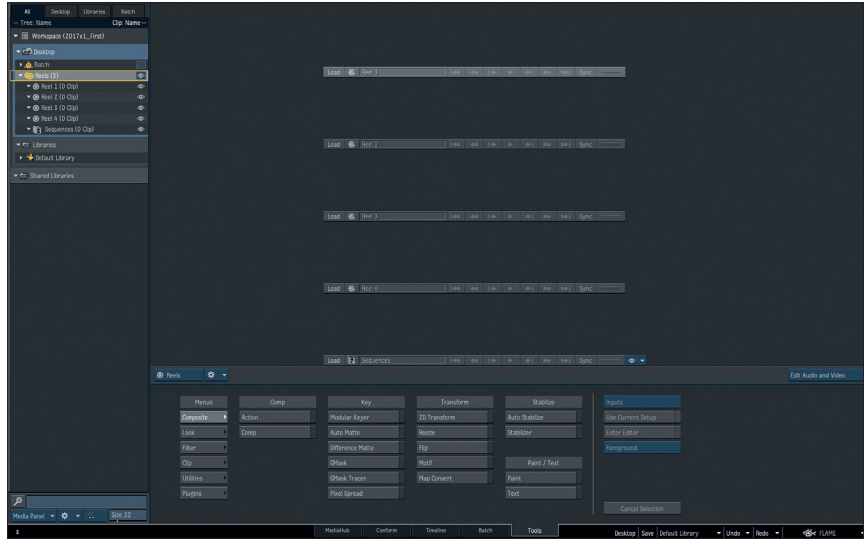 All Desktop Libraries Batch
-- Tree: Name Clip: Name --
Workspace (2017x1_First)
Desktop
Batch
Reels (5)
Reel 1 (0 Clip)
Reel 2 (0 Clip)
Reel 3 (0 Clip)
Reel 4 (0 Clip)
Sequences (0 Clip)
Libraries
Default Library
Shared Libraries
Load Reel 1 Sync
Load Reel 2 Sync
Load Reel 3 Sync
Load Reel 4 Sync
Load Sequences Sync
Reels Edit Audio and Video
Menus Comp Key Transform Stabilize Inputs
Composite Action Modular Keyer 2D Transform Auto Stabilize Use Current Setup
Look Comp Auto Matte Resize Stabilizer Enter Editor
Filter Difference Matte Flip Foreground
Clip GMask Motif Paint / Text
Utilities GMask Tracer Map Convert Paint
Plugins Pixel Spread Text
Cancel Selection
Media Panel Size 22
MediaHub Conform Timeline Batch Tools Desktop Save Default Library Undo Redo FLAME